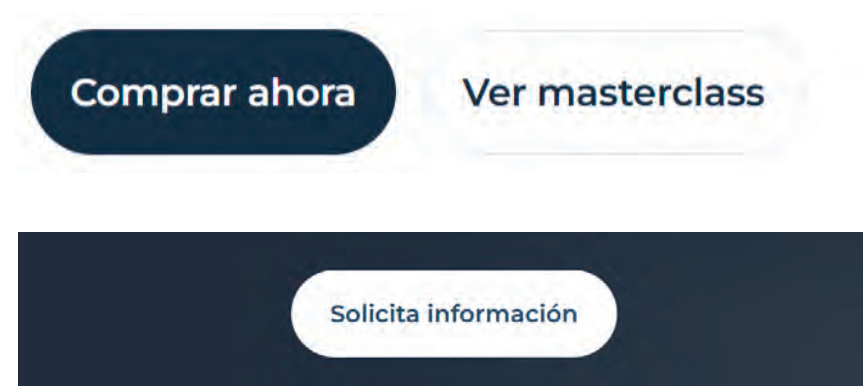 Comprar ahora
Ver masterclass
Solicita información